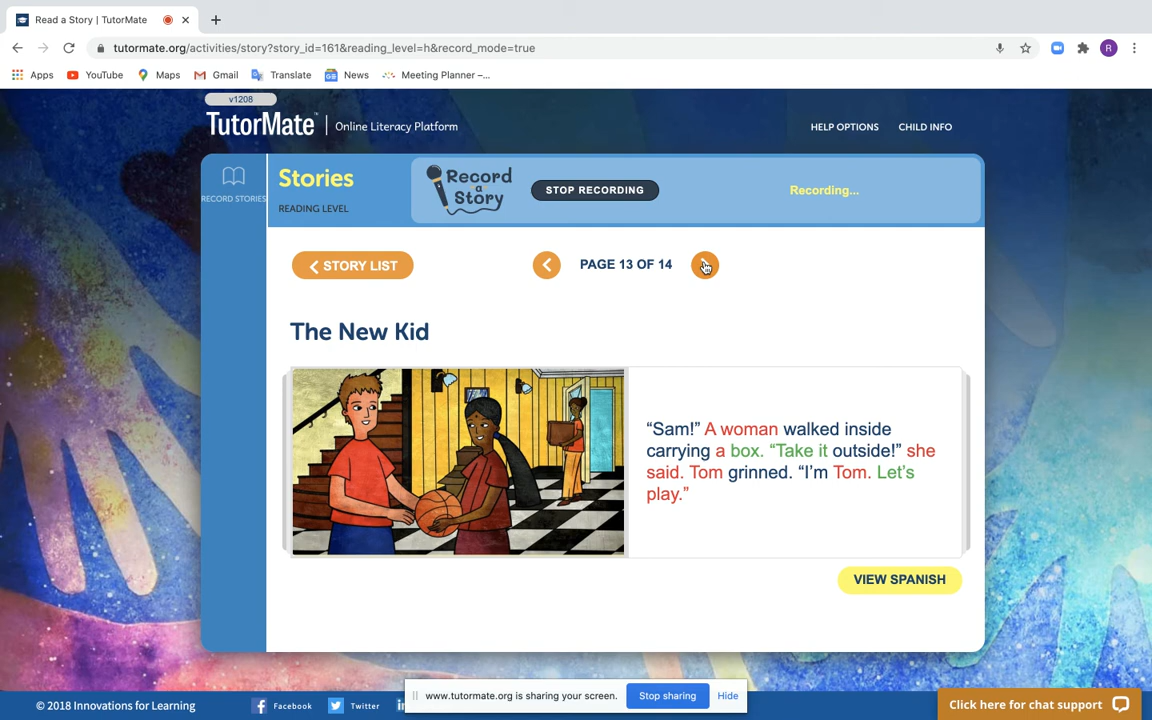 Read a Story | TutorMate
tutormate.org/activities/story?story_id=161&reading_level=h&record_mode=true
R
Apps YouTube Maps Gmail Translate News Meeting Planner –...
v1208
TutorMate | Online Literacy Platform
HELP OPTIONS CHILD INFO
RECORD STORIES
Stories
READING LEVEL
Record
a
Story
STOP RECORDING
Recording...
STORY LIST
PAGE 13 OF 14
The New Kid
“Sam!” A woman walked inside
carrying a box. “Take it outside!” she
said. Tom grinned. “I’m Tom. Let’s
play.”
VIEW SPANISH
www.tutormate.org is sharing your screen. Stop sharing Hide
© 2018 Innovations for Learning Facebook Twitter
Click here for chat support